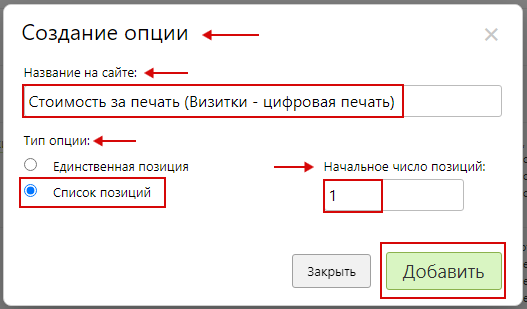 Создание опции
Название на сайте:
Стоимость за печать (Визитки - цифровая печать)
Тип опции:
Единственная позиция
Начальное число позиций:
Список позиций
1
Закрыть
Добавить